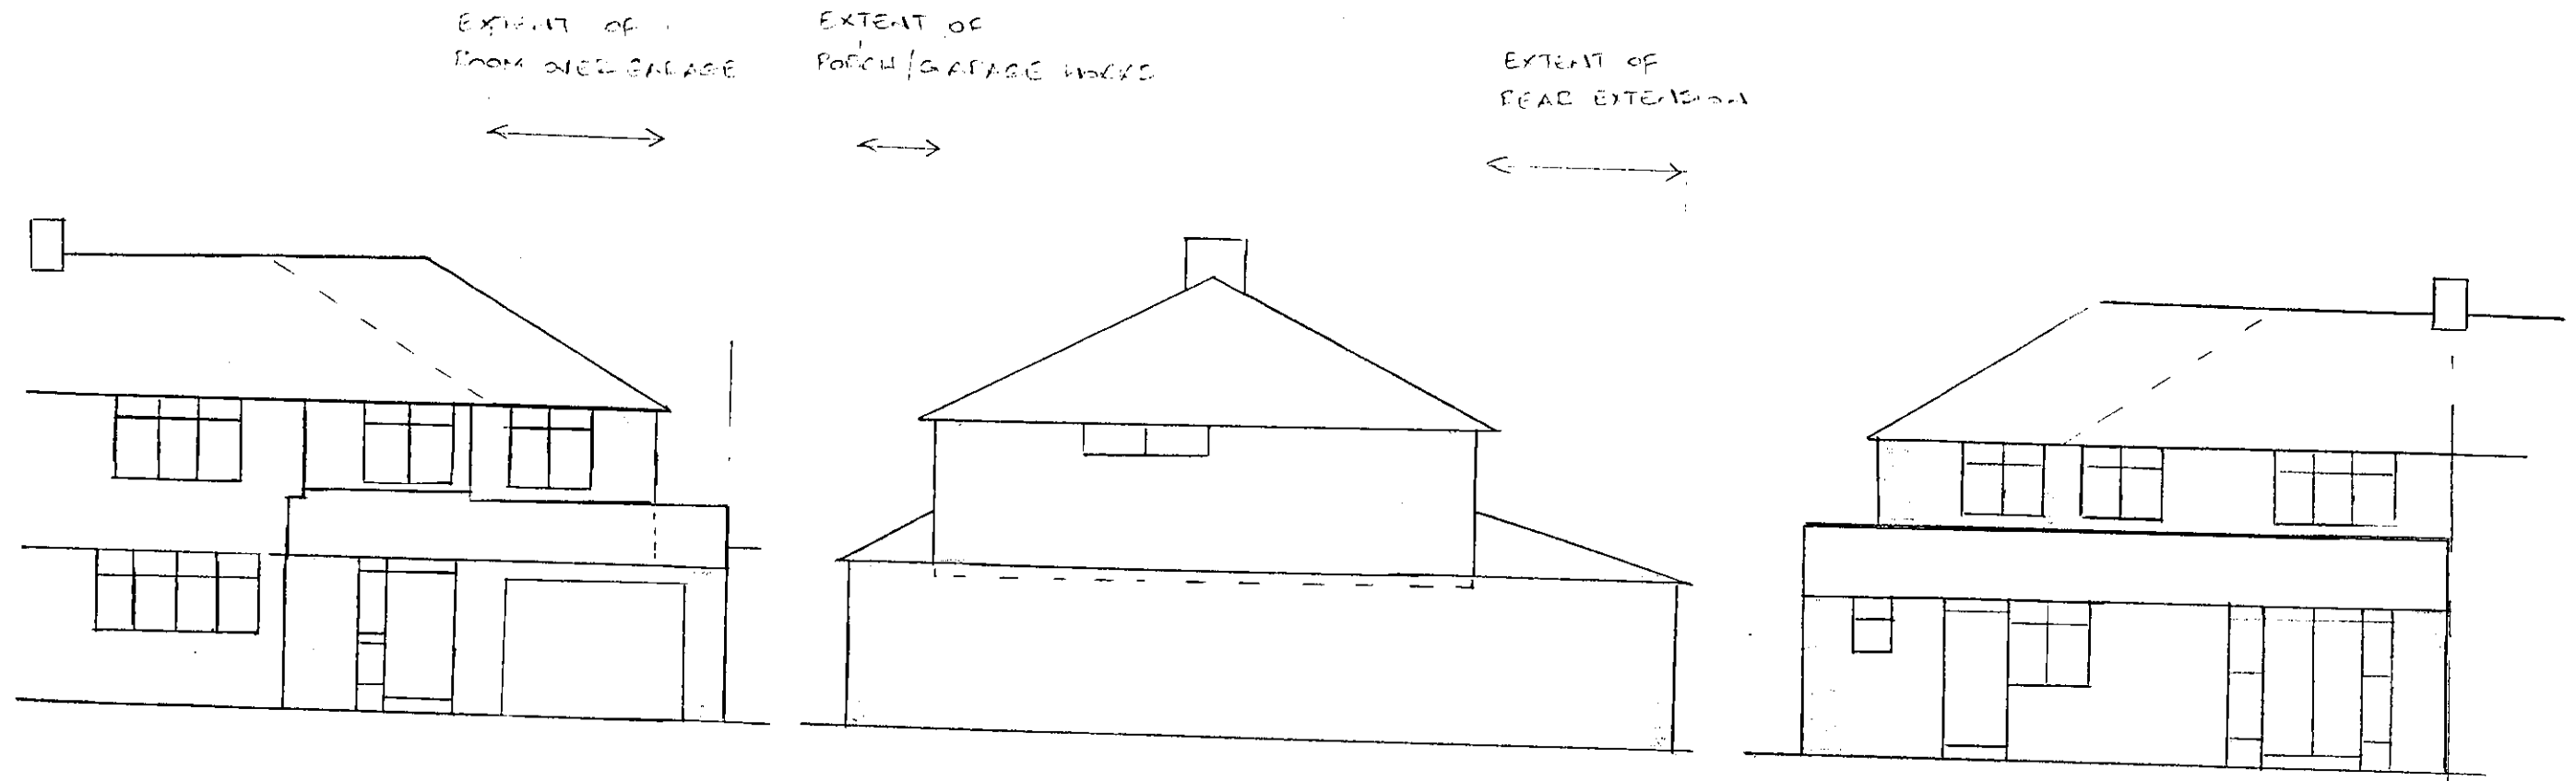 EXTENT OF
ROOM OVER GARAGE
EXTENT OF
PORCH/GARAGE WORKS
EXTENT OF
REAR EXTENSION